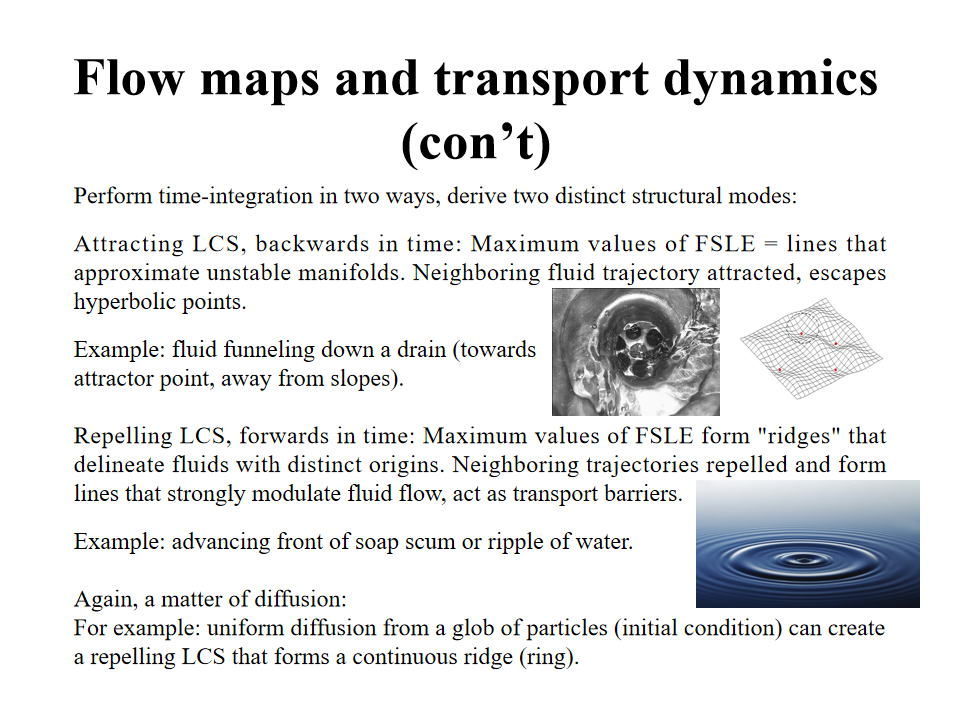 Flow maps and transport dynamics
(con’t)
Perform time-integration in two ways, derive two distinct structural modes:
Attracting LCS, backwards in time: Maximum values of FSLE = lines that
approximate unstable manifolds. Neighboring fluid trajectory attracted, escapes
hyperbolic points.
Example: fluid funneling down a drain (towards
attractor point, away from slopes).
Repelling LCS, forwards in time: Maximum values of FSLE form "ridges" that
delineate fluids with distinct origins. Neighboring trajectories repelled and form
lines that strongly modulate fluid flow, act as transport barriers.
Example: advancing front of soap scum or ripple of water.
Again, a matter of diffusion:
For example: uniform diffusion from a glob of particles (initial condition) can create
a repelling LCS that forms a continuous ridge (ring).